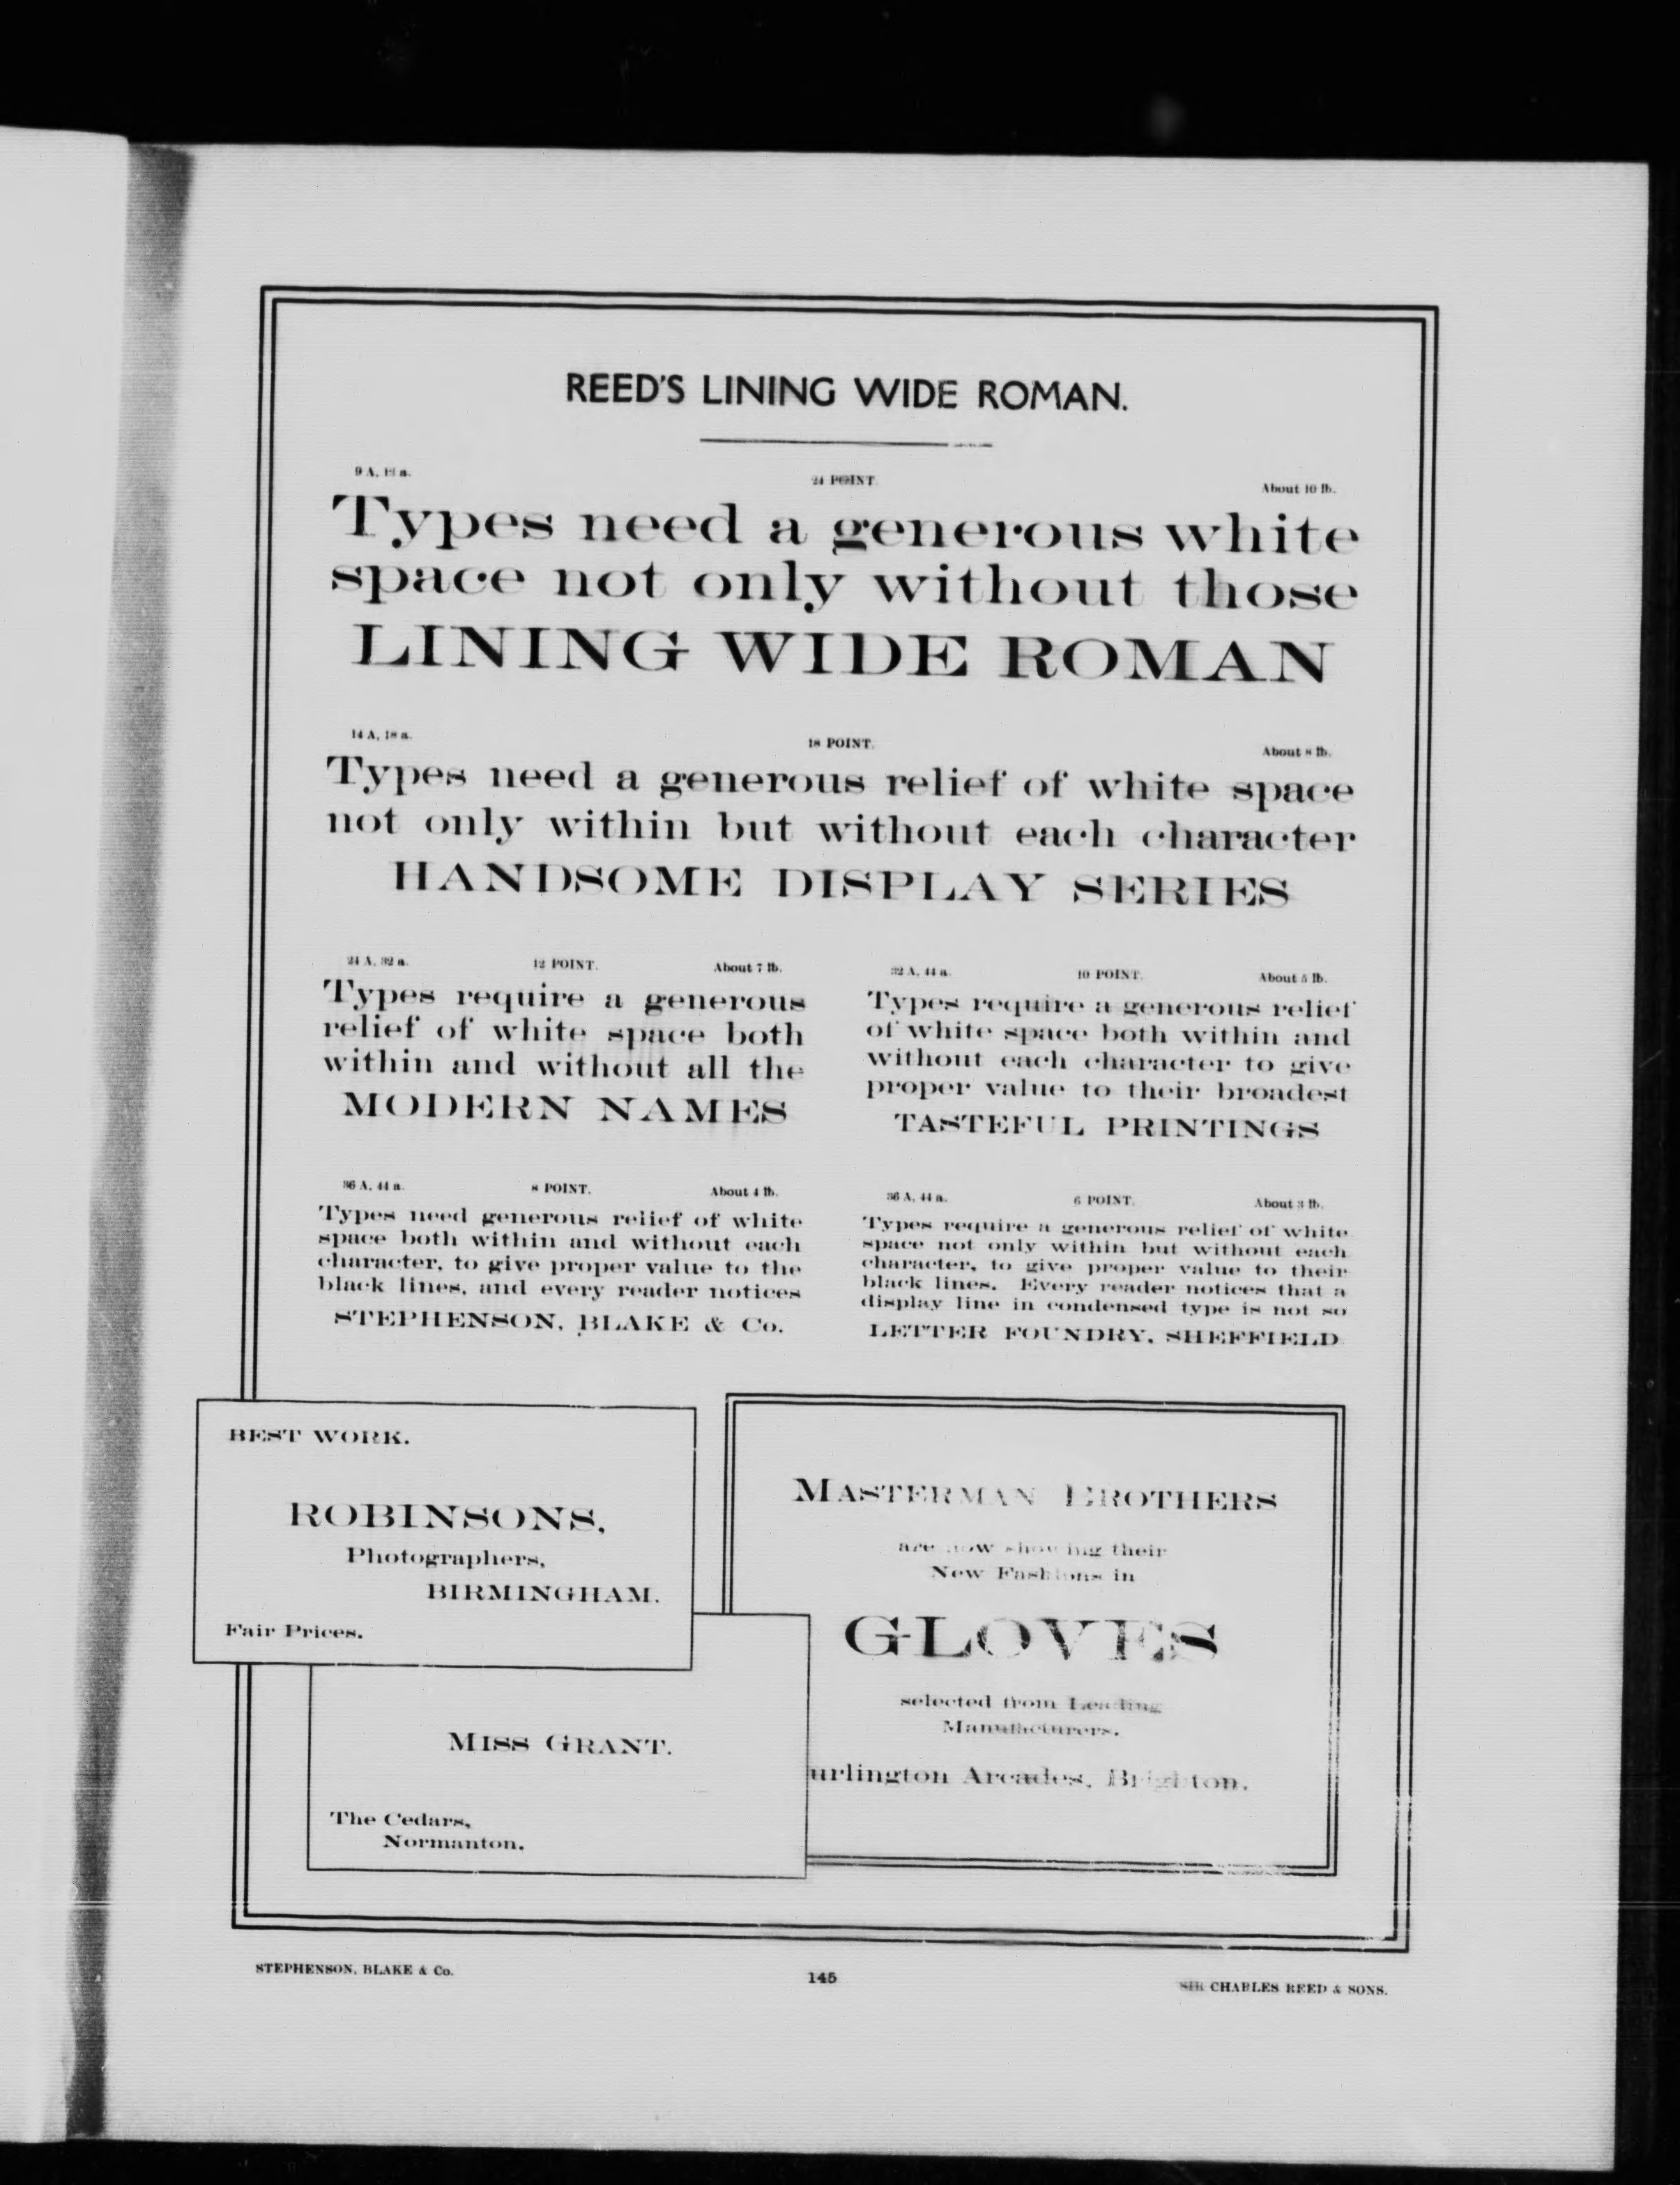 REED'S LINING WIDE ROMAN.
9 A, 13 a.
24 POINT.
About 10 lb.
Types need a generous white
space not only without those
LINING WIDE ROMAN
14 A, 18 a.
18 POINT.
About 8 lb.
Types need a generous relief of white space
not only within but without each character
HANDSOME DISPLAY SERIES
24 A, 32 a.
12 POINT.
About 7 lb.
Types require a generous
relief of white space both
within and without all the
MODERN NAMES
32 A, 44 a.
10 POINT.
About 5 lb.
Types require a generous relief
of white space both within and
without each character to give
proper value to their broadest
TASTEFUL PRINTINGS
36 A, 44 a.
8 POINT.
About 4 lb.
Types need generous relief of white
space both within and without each
character, to give proper value to the
black lines, and every reader notices
STEPHENSON, BLAKE & Co.
36 A, 44 a.
6 POINT.
About 3 lb.
Types require a generous relief of white
space not only within but without each
character, to give proper value to their
black lines. Every reader notices that a
display line in condensed type is not so
LETTER FOUNDRY, SHEFFIELD
BEST WORK.
ROBINSONS,
Photographers,
BIRMINGHAM.
Fair Prices.
MASTERMAN BROTHERS
are now showing their
New Fashions in
GLOVES
selected from Leading
Manufacturers.
urlington Arcades, Brighton.
MISS GRANT.
The Cedars,
Normanton.
STEPHENSON, BLAKE & Co.
145
SIR CHARLES REED & SONS.